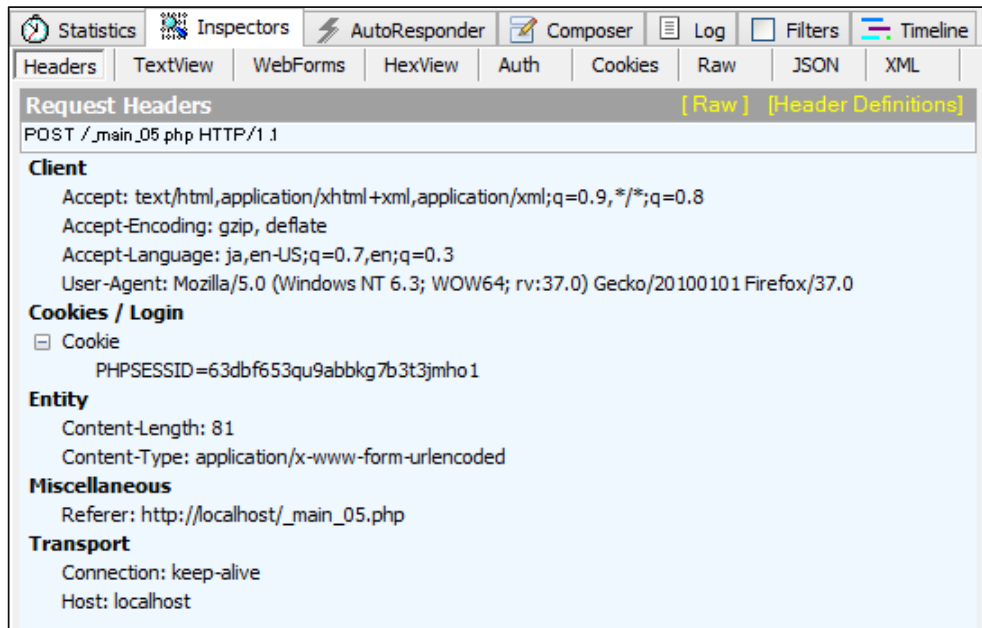 Statistics Inspectors AutoResponder Composer Log Filters Timeline
Headers TextView WebForms HexView Auth Cookies Raw JSON XML
Request Headers [ Raw ] [Header Definitions]
POST /_main_05.php HTTP/1.1
Client
Accept: text/html,application/xhtml+xml,application/xml;q=0.9,*/*;q=0.8
Accept-Encoding: gzip, deflate
Accept-Language: ja,en-US;q=0.7,en;q=0.3
User-Agent: Mozilla/5.0 (Windows NT 6.3; WOW64; rv:37.0) Gecko/20100101 Firefox/37.0
Cookies / Login
Cookie
PHPSESSID=63dbf653qu9abbkg7b3t3jmho1
Entity
Content-Length: 81
Content-Type: application/x-www-form-urlencoded
Miscellaneous
Referer: http://localhost/_main_05.php
Transport
Connection: keep-alive
Host: localhost